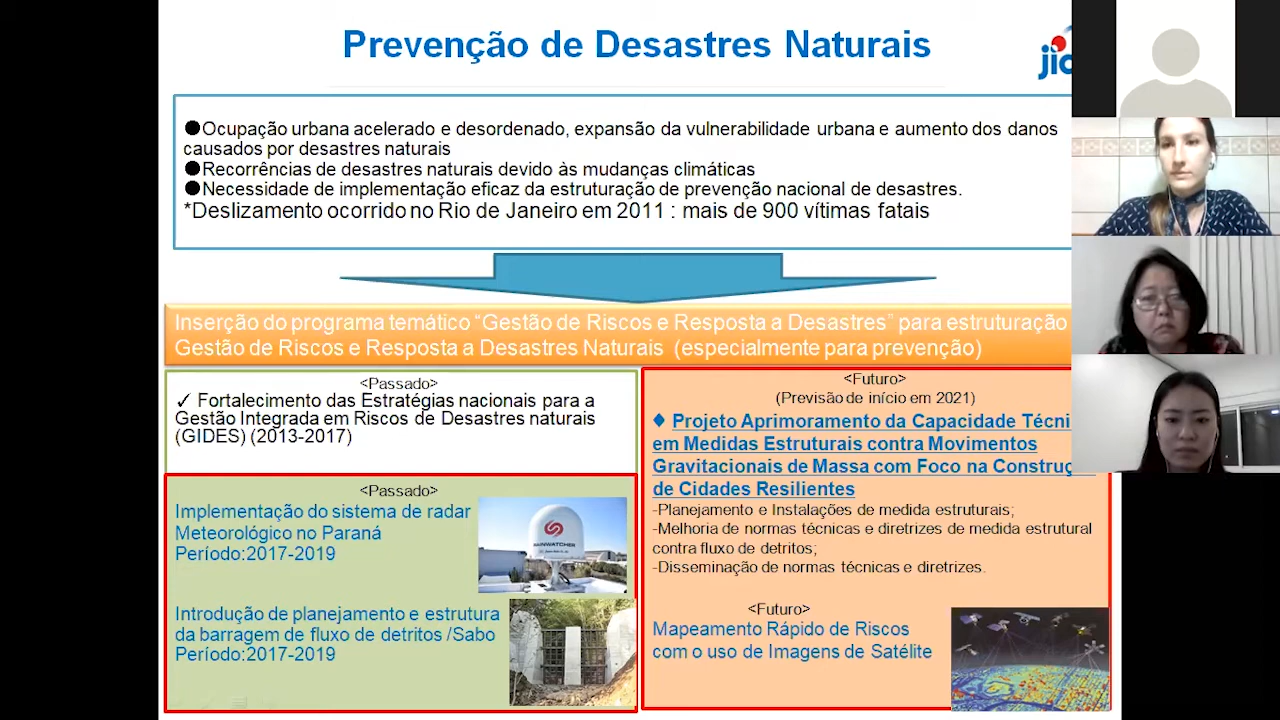 Prevenção de Desastres Naturais
●Ocupação urbana acelerado e desordenado, expansão da vulnerabilidade urbana e aumento dos danos
causados por desastres naturais
●Recorrências de desastres naturais devido às mudanças climáticas
●Necessidade de implementação eficaz da estruturação de prevenção nacional de desastres.
*Deslizamento ocorrido no Rio de Janeiro em 2011 : mais de 900 vítimas fatais
Inserção do programa temático “Gestão de Riscos e Resposta a Desastres” para estruturação
Gestão de Riscos e Resposta a Desastres Naturais (especialmente para prevenção)
<Passado>
✓ Fortalecimento das Estratégias nacionais para a
Gestão Integrada em Riscos de Desastres naturais
(GIDES) (2013-2017)
<Passado>
Implementação do sistema de radar
Meteorológico no Paraná
Período:2017-2019
RAINWATCHER
Introdução de planejamento e estrutura
da barragem de fluxo de detritos /Sabo
Período:2017-2019
<Futuro>
(Previsão de início em 2021)
♦ Projeto Aprimoramento da Capacidade Técni
em Medidas Estruturais contra Movimentos
Gravitacionais de Massa com Foco na Construç
de Cidades Resilientes
-Planejamento e Instalações de medida estruturais;
-Melhoria de normas técnicas e diretrizes de medida estrutural
contra fluxo de detritos;
-Disseminação de normas técnicas e diretrizes.
<Futuro>
Mapeamento Rápido de Riscos
com o uso de Imagens de Satélite